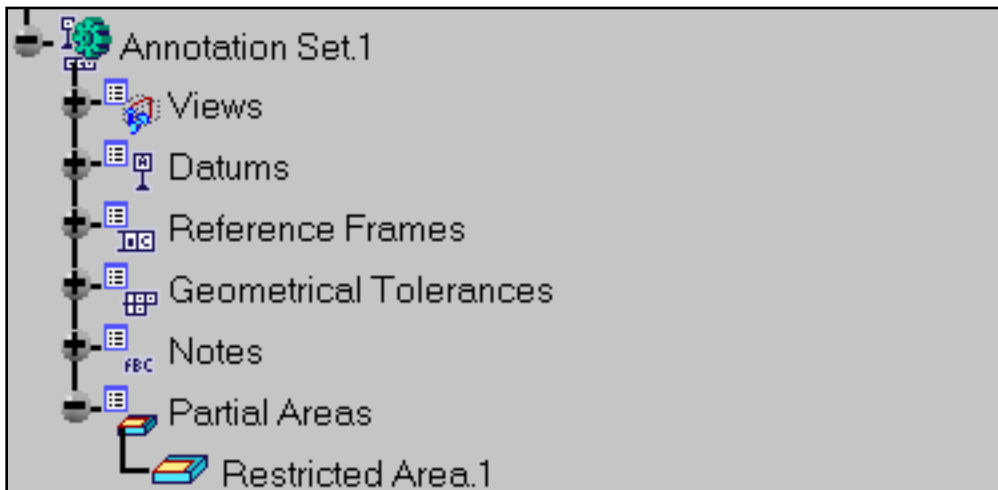 Annotation Set.1
Views
Datums
Reference Frames
Geometrical Tolerances
Notes
Partial Areas
Restricted Area.1